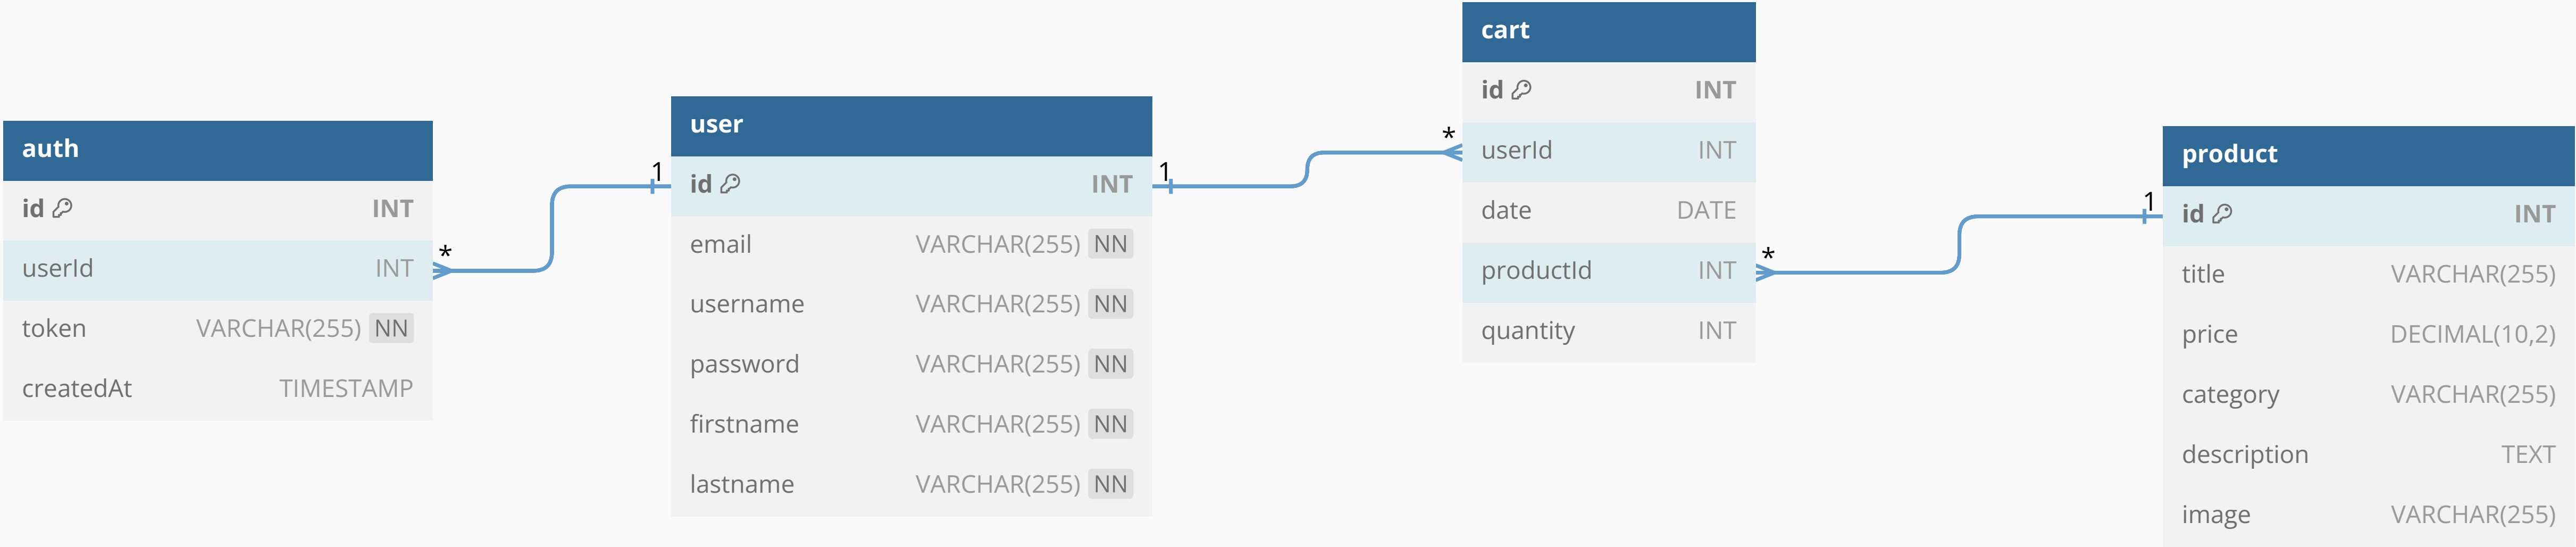 auth
id INT
userId INT
token VARCHAR(255) NN
createdAt TIMESTAMP
*
1
user
id INT
email VARCHAR(255) NN
username VARCHAR(255) NN
password VARCHAR(255) NN
firstname VARCHAR(255) NN
lastname VARCHAR(255) NN
1
*
cart
id INT
userId INT
date DATE
productId INT
quantity INT
*
1
product
id INT
title VARCHAR(255)
price DECIMAL(10,2)
category VARCHAR(255)
description TEXT
image VARCHAR(255)